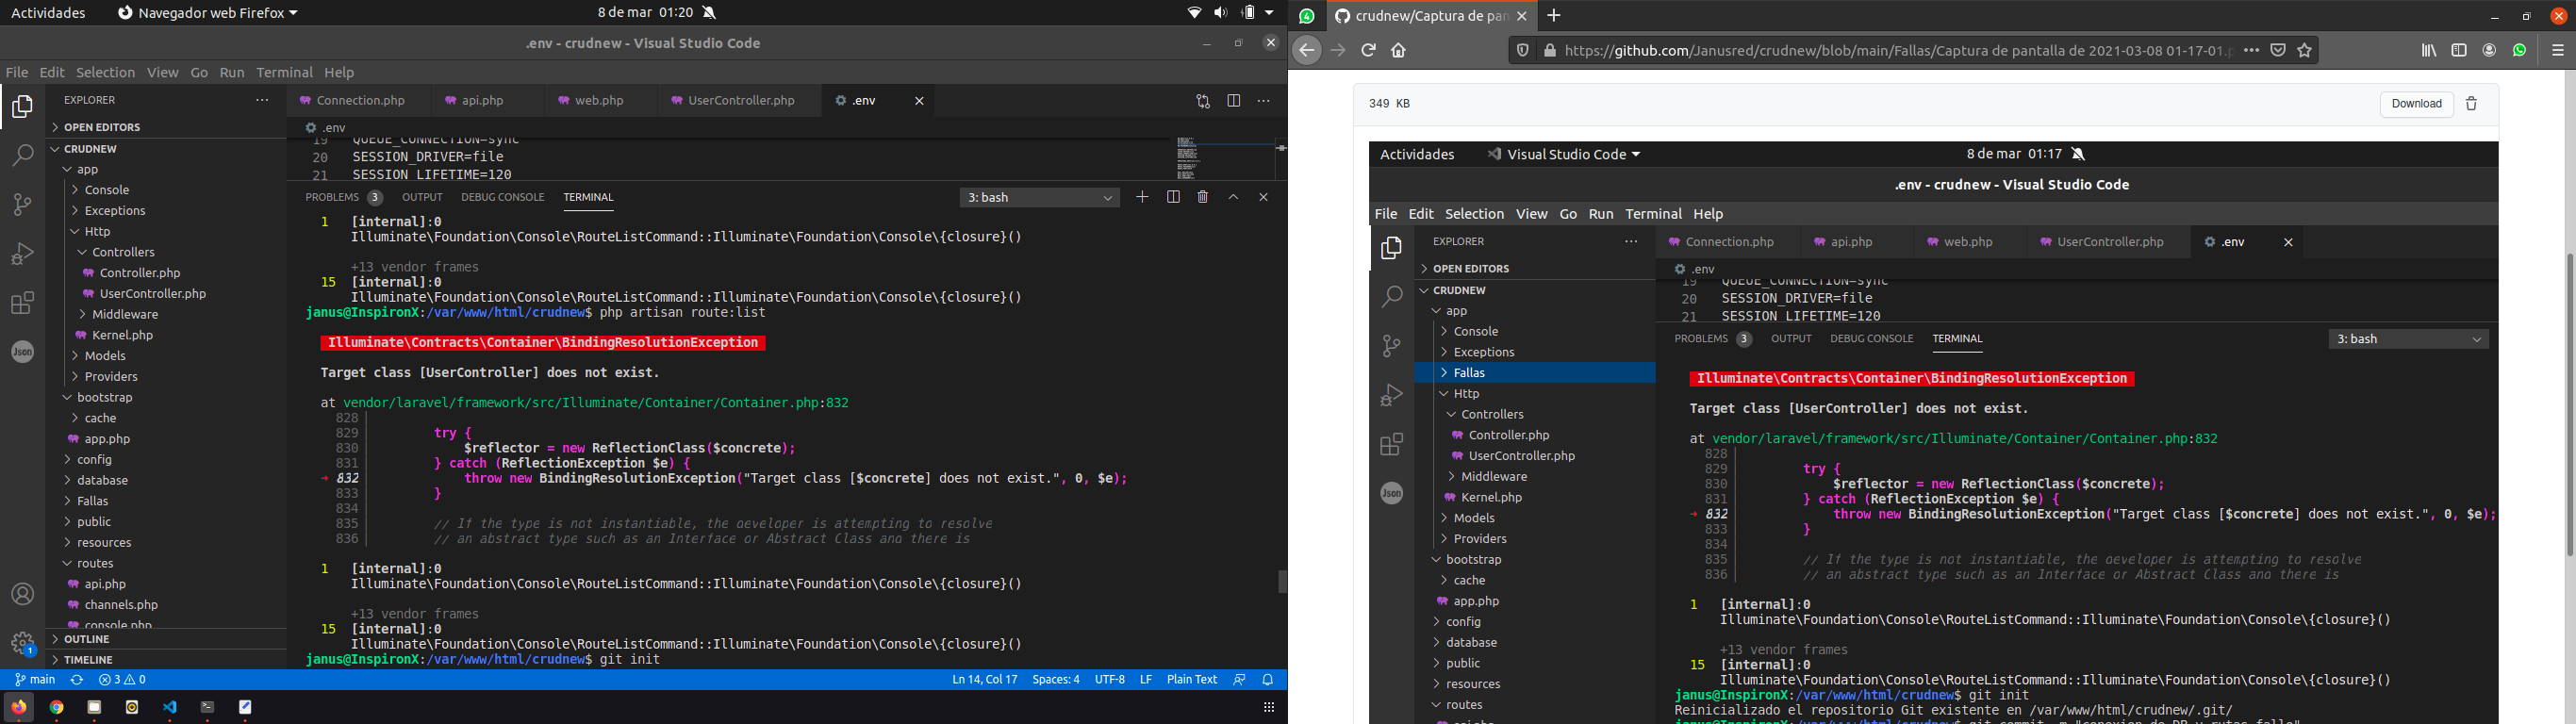 Actividades
Navegador web Firefox
8 de mar 01:20
.env - crudnew - Visual Studio Code
File Edit Selection View Go Run Terminal Help
EXPLORER
OPEN EDITORS
CRUDNEW
app
Console
Exceptions
Http
Controllers
Controller.php
UserController.php
Middleware
Kernel.php
Models
Providers
bootstrap
cache
app.php
config
database
Fallas
public
resources
routes
api.php
channels.php
console.php
OUTLINE
TIMELINE
Json
1
Connection.php api.php web.php UserController.php .env
.env
19 QUEUE_CONNECTION=sync
20 SESSION_DRIVER=file
21 SESSION_LIFETIME=120
PROBLEMS 3 OUTPUT DEBUG CONSOLE TERMINAL 3: bash
1 [internal]:0
Illuminate\Foundation\Console\RouteListCommand::Illuminate\Foundation\Console\{closure}()
+13 vendor frames
15 [internal]:0
Illuminate\Foundation\Console\RouteListCommand::Illuminate\Foundation\Console\{closure}()
janus@InspironX:/var/www/html/crudnew$ php artisan route:list
Illuminate\Contracts\Container\BindingResolutionException
Target class [UserController] does not exist.
at vendor/laravel/framework/src/Illuminate/Container/Container.php:832
828
829 try {
830 $reflector = new ReflectionClass($concrete);
831 } catch (ReflectionException $e) {
➜ 832 throw new BindingResolutionException("Target class [$concrete] does not exist.", 0, $e);
833 }
834
835 // If the type is not instantiable, the developer is attempting to resolve
836 // an abstract type such as an Interface or Abstract Class and there is
1 [internal]:0
Illuminate\Foundation\Console\RouteListCommand::Illuminate\Foundation\Console\{closure}()
+13 vendor frames
15 [internal]:0
Illuminate\Foundation\Console\RouteListCommand::Illuminate\Foundation\Console\{closure}()
janus@InspironX:/var/www/html/crudnew$ git init
main 3 0 Ln 14, Col 17 Spaces: 4 UTF-8 LF Plain Text
4 crudnew/Captura de pan
https://github.com/Janusred/crudnew/blob/main/Fallas/Captura de pantalla de 2021-03-08 01-17-01.p
349 KB
Download
Actividades
Visual Studio Code
8 de mar 01:17
.env - crudnew - Visual Studio Code
File Edit Selection View Go Run Terminal Help
EXPLORER
OPEN EDITORS
CRUDNEW
app
Console
Exceptions
Fallas
Http
Controllers
Controller.php
UserController.php
Middleware
Kernel.php
Models
Providers
bootstrap
cache
app.php
config
database
public
resources
routes
api.php
Json
Connection.php api.php web.php UserController.php .env
.env
19 QUEUE_CONNECTION=sync
20 SESSION_DRIVER=file
21 SESSION_LIFETIME=120
PROBLEMS 3 OUTPUT DEBUG CONSOLE TERMINAL 3: bash
Illuminate\Contracts\Container\BindingResolutionException
Target class [UserController] does not exist.
at vendor/laravel/framework/src/Illuminate/Container/Container.php:832
828
829 try {
830 $reflector = new ReflectionClass($concrete);
831 } catch (ReflectionException $e) {
➜ 832 throw new BindingResolutionException("Target class [$concrete] does not exist.", 0, $e);
833 }
834
835 // If the type is not instantiable, the developer is attempting to resolve
836 // an abstract type such as an Interface or Abstract Class and there is
1 [internal]:0
Illuminate\Foundation\Console\RouteListCommand::Illuminate\Foundation\Console\{closure}()
+13 vendor frames
15 [internal]:0
Illuminate\Foundation\Console\RouteListCommand::Illuminate\Foundation\Console\{closure}()
janus@InspironX:/var/www/html/crudnew$ git init
Reinicializado el repositorio Git existente en /var/www/html/crudnew/.git/
janus@InspironX:/var/www/html/crudnew$ git commit -m "conexion de BD y rutas fallo"